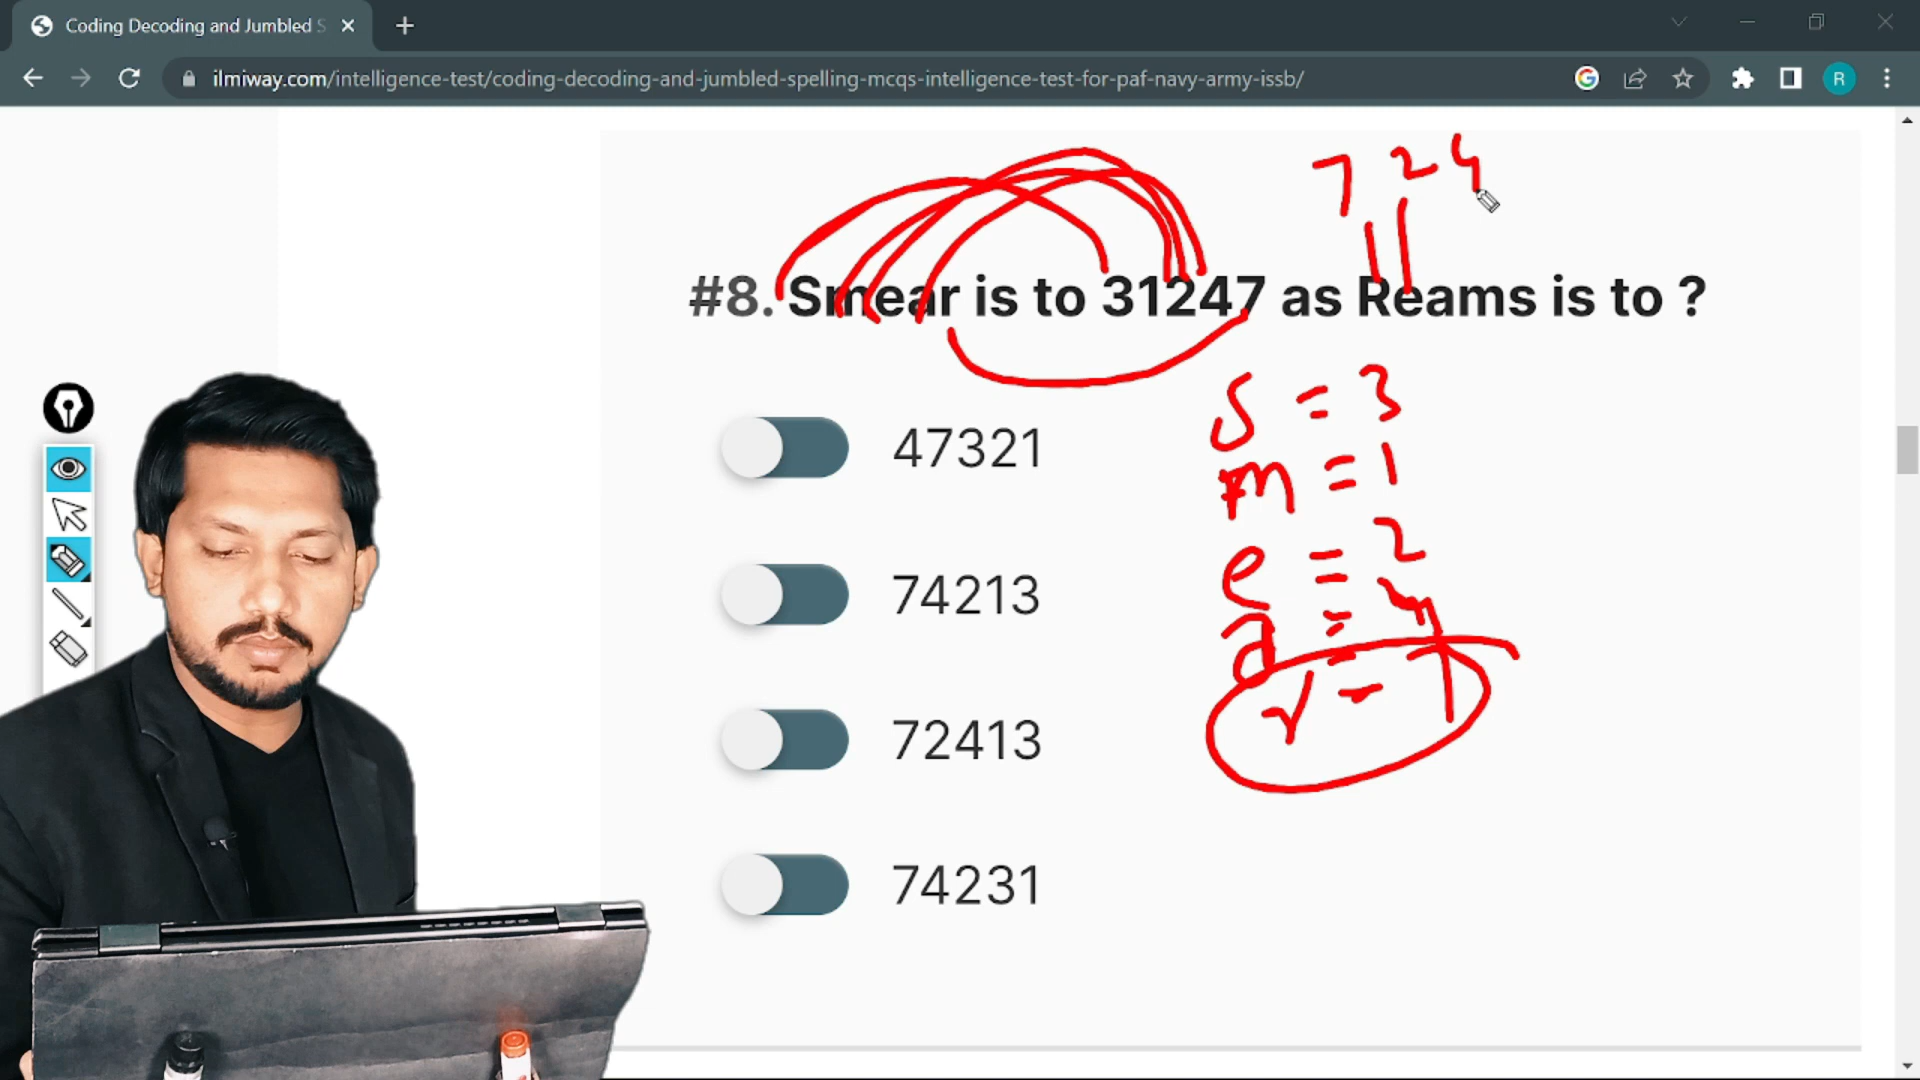 Coding Decoding and Jumbled S
ilmiway.com/intelligence-test/coding-decoding-and-jumbled-spelling-mcqs-intelligence-test-for-paf-navy-army-issb/
R
7 2 4
#8. Smear is to 31247 as Reams is to ?
S = 3
47321
m = 1
e = 2
74213
a = 4
r = 7
72413
74231